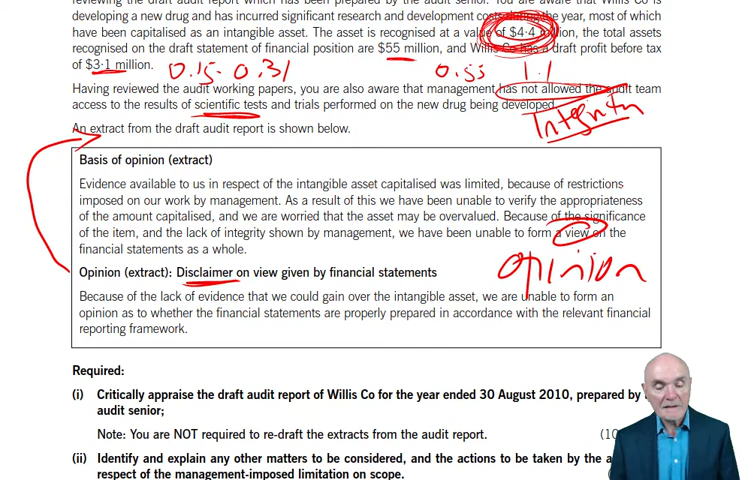 reviewing the draft audit report which has been prepared by the audit senior. You are aware that Willis Co is
developing a new drug and has incurred significant research and development costs during the year, most of which
have been capitalised as an intangible asset. The asset is recognised at a value of $4·4 million, the total assets
recognised on the draft statement of financial position are $55 million, and Willis Co has a draft profit before tax
of $3·1 million.
0.15 - 0.31 0.55 1.1
Having reviewed the audit working papers, you are also aware that management has not allowed the audit team
access to the results of scientific tests and trials performed on the new drug being developed.
Integrity
An extract from the draft audit report is shown below.
Basis of opinion (extract)
Evidence available to us in respect of the intangible asset capitalised was limited, because of restrictions
imposed on our work by management. As a result of this we have been unable to verify the appropriateness
of the amount capitalised, and we are worried that the asset may be overvalued. Because of the significance
of the item, and the lack of integrity shown by management, we have been unable to form a view on the
financial statements as a whole.
opinion
Opinion (extract): Disclaimer on view given by financial statements
Because of the lack of evidence that we could gain over the intangible asset, we are unable to form an
opinion as to whether the financial statements are properly prepared in accordance with the relevant financial
reporting framework.
Required:
(i) Critically appraise the draft audit report of Willis Co for the year ended 30 August 2010, prepared by
audit senior;
Note: You are NOT required to re-draft the extracts from the audit report. (10
(ii) Identify and explain any other matters to be considered, and the actions to be taken by the
respect of the management-imposed limitation on scope.